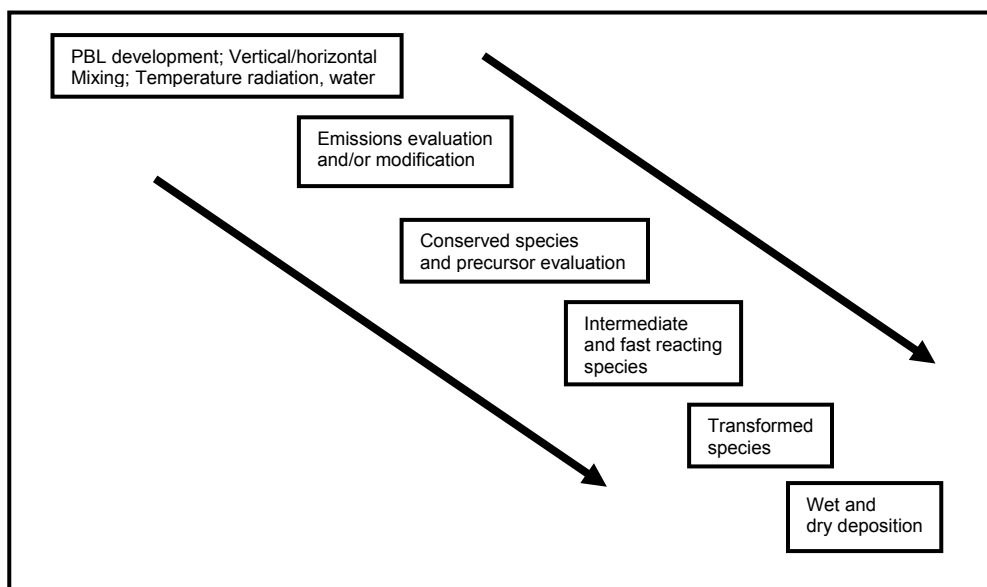 PBL development; Vertical/horizontal
Mixing; Temperature radiation, water
Emissions evaluation
and/or modification
Conserved species
and precursor evaluation
Intermediate
and fast reacting
species
Transformed
species
Wet and
dry deposition